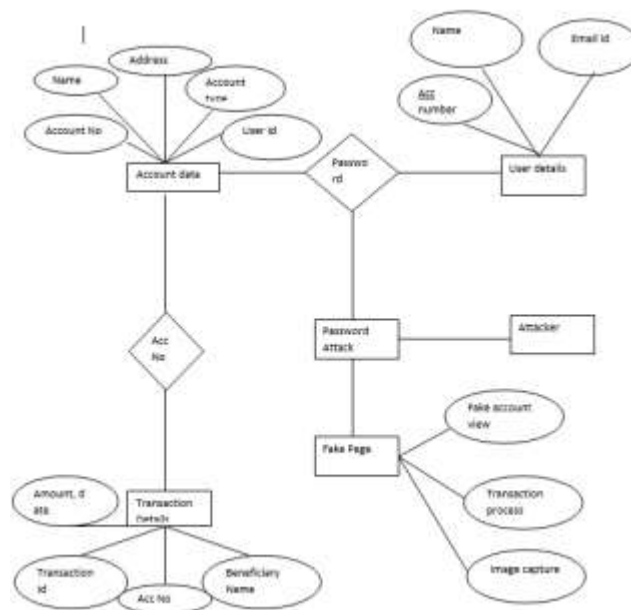 Address
Name
Account
type
Account No
User id
Account data
Name
Email id
Acc
number
User details
Passwo
rd
Acc
No
Password
Attack
Attacker
Fake Page
Fake account
view
Transaction
process
Image capture
Amount, d
ate
Transaction
Details
Transaction
id
Acc No
Beneficiary
Name